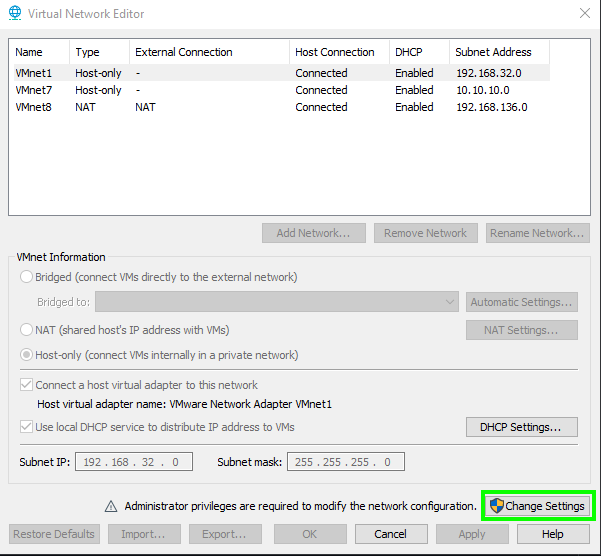 Virtual Network Editor
Name Type External Connection Host Connection DHCP Subnet Address
VMnet1 Host-only - Connected Enabled 192.168.32.0
VMnet7 Host-only - Connected Enabled 10.10.10.0
VMnet8 NAT NAT Connected Enabled 192.168.136.0
Add Network... Remove Network Rename Network...
VMnet Information
Bridged (connect VMs directly to the external network)
Bridged to: Automatic Settings...
NAT (shared host's IP address with VMs) NAT Settings...
Host-only (connect VMs internally in a private network)
Connect a host virtual adapter to this network
Host virtual adapter name: VMware Network Adapter VMnet1
Use local DHCP service to distribute IP address to VMs DHCP Settings...
Subnet IP: 192 . 168 . 32 . 0 Subnet mask: 255 . 255 . 255 . 0
Administrator privileges are required to modify the network configuration. Change Settings
Restore Defaults Import... Export... OK Cancel Apply Help